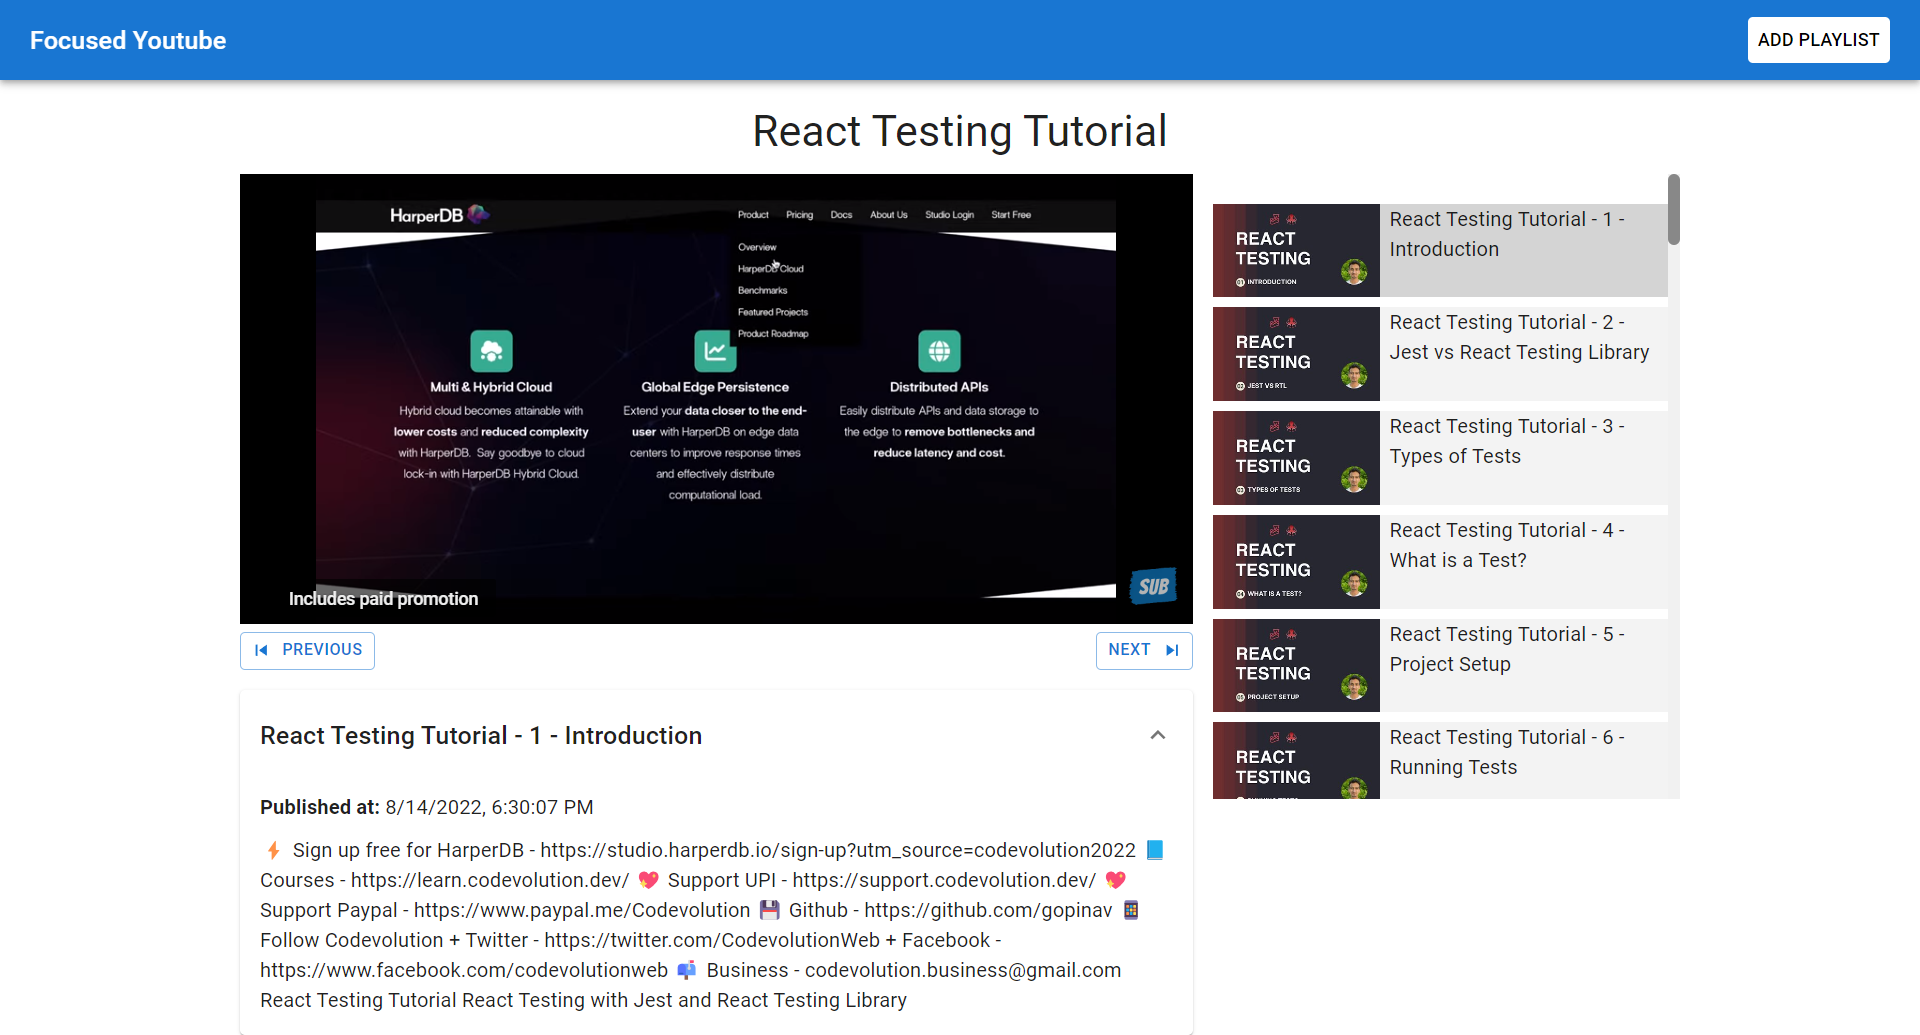 Focused Youtube
ADD PLAYLIST
React Testing Tutorial
HarperDB
Product Pricing Docs About Us Studio Login Start Free
Overview
HarperDB Cloud
Benchmarks
Featured Projects
Product Roadmap
Multi & Hybrid Cloud
Hybrid cloud becomes attainable with
lower costs and reduced complexity
with HarperDB. Say goodbye to cloud
lock-in with HarperDB Hybrid Cloud.
Global Edge Persistence
Extend your data closer to the end-
user with HarperDB on edge data
centers to improve response times
and effectively distribute
computational load.
Distributed APIs
Easily distribute APIs and data storage to
the edge to remove bottlenecks and
reduce latency and cost.
Includes paid promotion
SUB
PREVIOUS
NEXT
React Testing Tutorial - 1 - Introduction
Published at: 8/14/2022, 6:30:07 PM
⚡ Sign up free for HarperDB - https://studio.harperdb.io/sign-up?utm_source=codevolution2022 📘
Courses - https://learn.codevolution.dev/ 💖 Support UPI - https://support.codevolution.dev/ 💖
Support Paypal - https://www.paypal.me/Codevolution 💾 Github - https://github.com/gopinav 📱
Follow Codevolution + Twitter - https://twitter.com/CodevolutionWeb + Facebook -
https://www.facebook.com/codevolutionweb 📫 Business - codevolution.business@gmail.com
React Testing Tutorial React Testing with Jest and React Testing Library
REACT
TESTING
01 INTRODUCTION
React Testing Tutorial - 1 -
Introduction
REACT
TESTING
02 JEST VS RTL
React Testing Tutorial - 2 -
Jest vs React Testing Library
REACT
TESTING
03 TYPES OF TESTS
React Testing Tutorial - 3 -
Types of Tests
REACT
TESTING
04 WHAT IS A TEST?
React Testing Tutorial - 4 -
What is a Test?
REACT
TESTING
05 PROJECT SETUP
React Testing Tutorial - 5 -
Project Setup
REACT
TESTING
React Testing Tutorial - 6 -
Running Tests